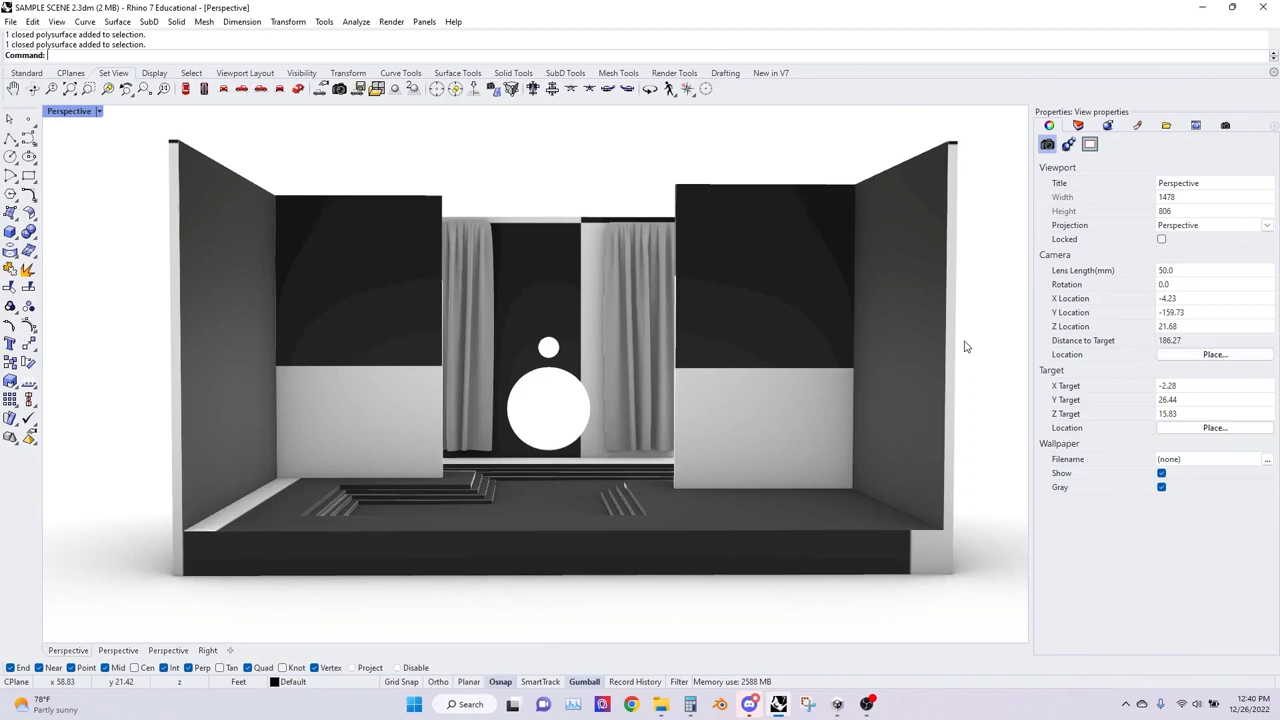 SAMPLE SCENE 2.3dm (2 MB) - Rhino 7 Educational - [Perspective]
File Edit View Curve Surface SubD Solid Mesh Dimension Transform Tools Analyze Render Panels Help
1 closed polysurface added to selection.
1 closed polysurface added to selection.
Command:
Standard CPlanes Set View Display Select Viewport Layout Visibility Transform Curve Tools Surface Tools Solid Tools SubD Tools Mesh Tools Render Tools Drafting New in V7
Perspective
Properties: View properties
Viewport
Title Perspective
Width 1478
Height 806
Projection Perspective
Locked
Camera
Lens Length(mm) 50.0
Rotation 0.0
X Location -4.23
Y Location -159.73
Z Location 21.68
Distance to Target 186.27
Location Place...
Target
X Target -2.28
Y Target 26.44
Z Target 15.83
Location Place...
Wallpaper
Filename (none) ...
Show
Gray
Perspective Perspective Perspective Right
End Near Point Mid Cen Int Perp Tan Quad Knot Vertex Project Disable
CPlane x 58.83 y 21.42 z Feet Default Grid Snap Ortho Planar Osnap SmartTrack Gumball Record History Filter Memory use: 2588 MB
78°F
Partly sunny
Search
12:40 PM
12/26/2022